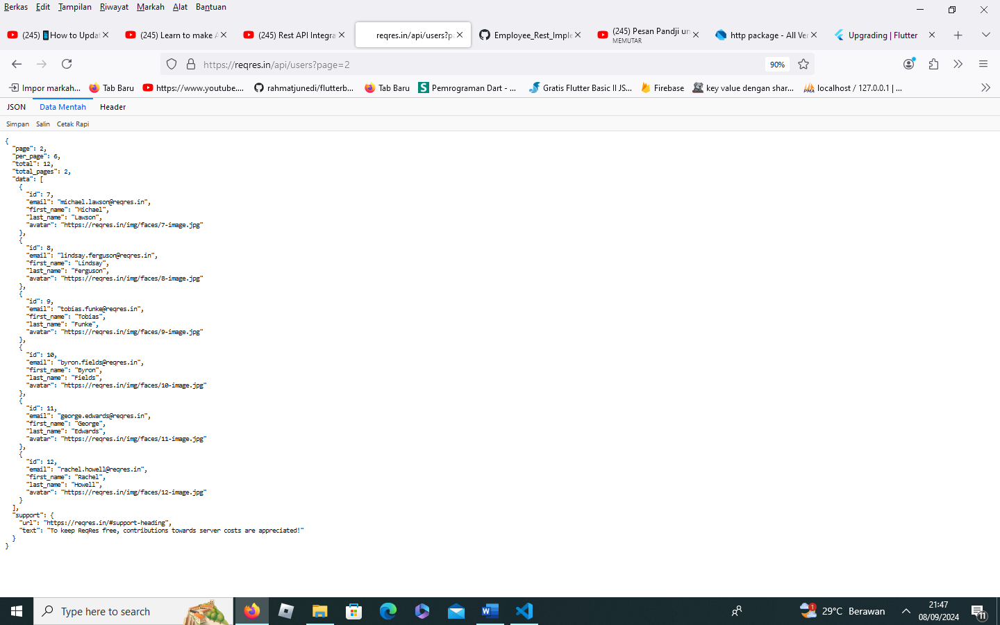 Berkas Edit Tampilan Riwayat Markah Alat Bantuan
(245) How to Updat
(245) Learn to make A
(245) Rest API Integra
reqres.in/api/users?p
Employee_Rest_Imple
(245) Pesan Pandji un
MEMUTAR
http package - All Ver
Upgrading | Flutter
https://reqres.in/api/users?page=2
90%
Impor markah...
Tab Baru
https://www.youtube....
rahmatjunedi/flutterb...
Tab Baru
Pemrograman Dart - ...
Gratis Flutter Basic II JS...
Firebase
key value dengan shar...
localhost / 127.0.0.1 | ...
JSON Data Mentah Header
Simpan Salin Cetak Rapi
{
"page": 2,
"per_page": 6,
"total": 12,
"total_pages": 2,
"data": [
{
"id": 7,
"email": "michael.lawson@reqres.in",
"first_name": "Michael",
"last_name": "Lawson",
"avatar": "https://reqres.in/img/faces/7-image.jpg"
},
{
"id": 8,
"email": "lindsay.ferguson@reqres.in",
"first_name": "Lindsay",
"last_name": "Ferguson",
"avatar": "https://reqres.in/img/faces/8-image.jpg"
},
{
"id": 9,
"email": "tobias.funke@reqres.in",
"first_name": "Tobias",
"last_name": "Funke",
"avatar": "https://reqres.in/img/faces/9-image.jpg"
},
{
"id": 10,
"email": "byron.fields@reqres.in",
"first_name": "Byron",
"last_name": "Fields",
"avatar": "https://reqres.in/img/faces/10-image.jpg"
},
{
"id": 11,
"email": "george.edwards@reqres.in",
"first_name": "George",
"last_name": "Edwards",
"avatar": "https://reqres.in/img/faces/11-image.jpg"
},
{
"id": 12,
"email": "rachel.howell@reqres.in",
"first_name": "Rachel",
"last_name": "Howell",
"avatar": "https://reqres.in/img/faces/12-image.jpg"
}
],
"support": {
"url": "https://reqres.in/#support-heading",
"text": "To keep ReqRes free, contributions towards server costs are appreciated!"
}
}
Type here to search
1
29°C Berawan
21:47
08/09/2024
11